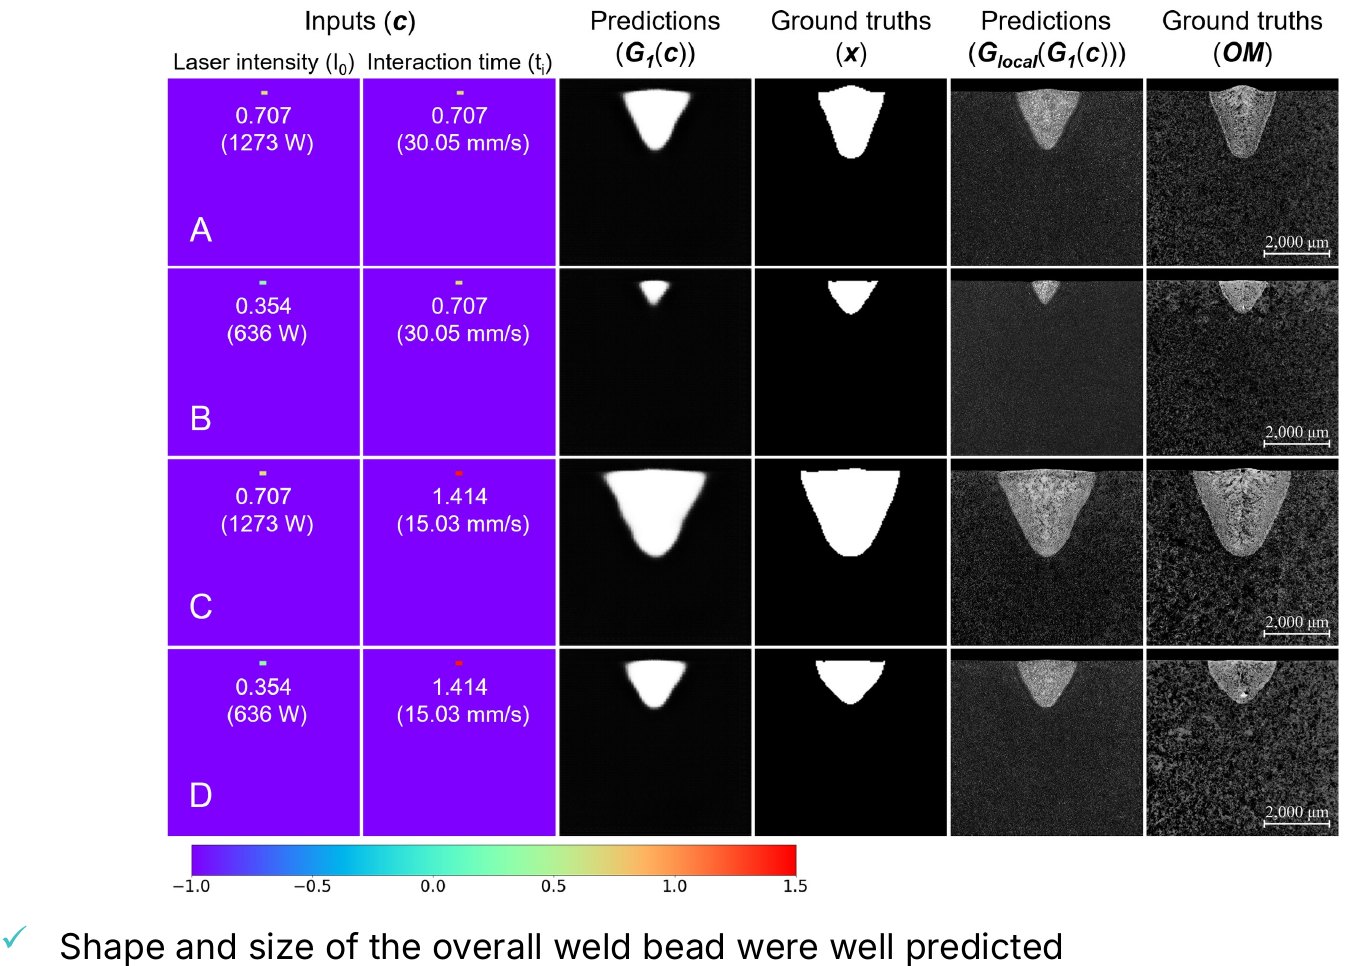 Inputs (c)
Predictions
(G1(c))
Ground truths
(x)
Predictions
(Glocal(G1(c)))
Ground truths
(OM)
Laser intensity (I0)
Interaction time (ti)
0.707
(1273 W)
A
0.707
(30.05 mm/s)
2,000 μm
0.354
(636 W)
B
0.707
(30.05 mm/s)
2,000 μm
0.707
(1273 W)
C
1.414
(15.03 mm/s)
2,000 μm
0.354
(636 W)
D
1.414
(15.03 mm/s)
2,000 μm
−1.0 −0.5 0.0 0.5 1.0 1.5
✓ Shape and size of the overall weld bead were well predicted